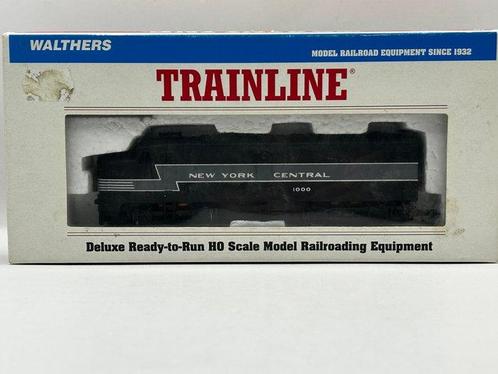 WALTHERS
MODEL RAILROAD EQUIPMENT SINCE 1932
TRAINLINE®
NEW YORK CENTRAL
1000
Deluxe Ready-to-Run HO Scale Model Railroading Equipment